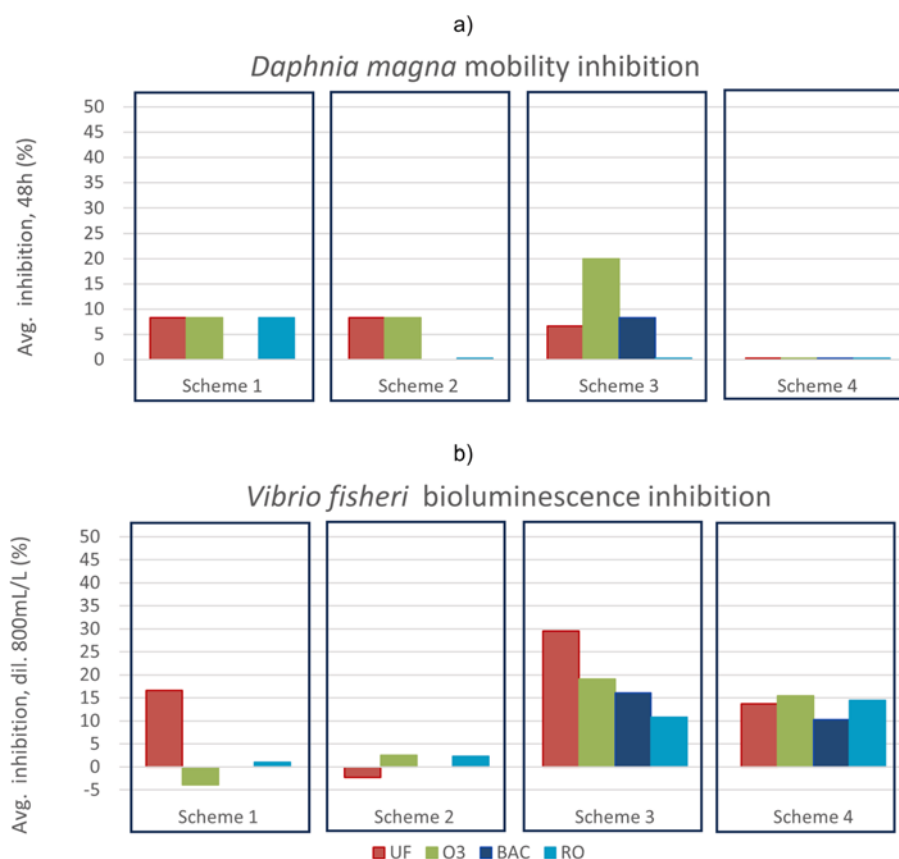 a)
Daphnia magna mobility inhibition
Avg. inhibition, 48h (%)
50
45
40
35
30
25
20
15
10
5
0
Scheme 1 Scheme 2 Scheme 3 Scheme 4
b)
Vibrio fisheri bioluminescence inhibition
Avg. inhibition, dil. 800mL/L (%)
50
45
40
35
30
25
20
15
10
5
0
-5
Scheme 1 Scheme 2 Scheme 3 Scheme 4
UF O3 BAC RO